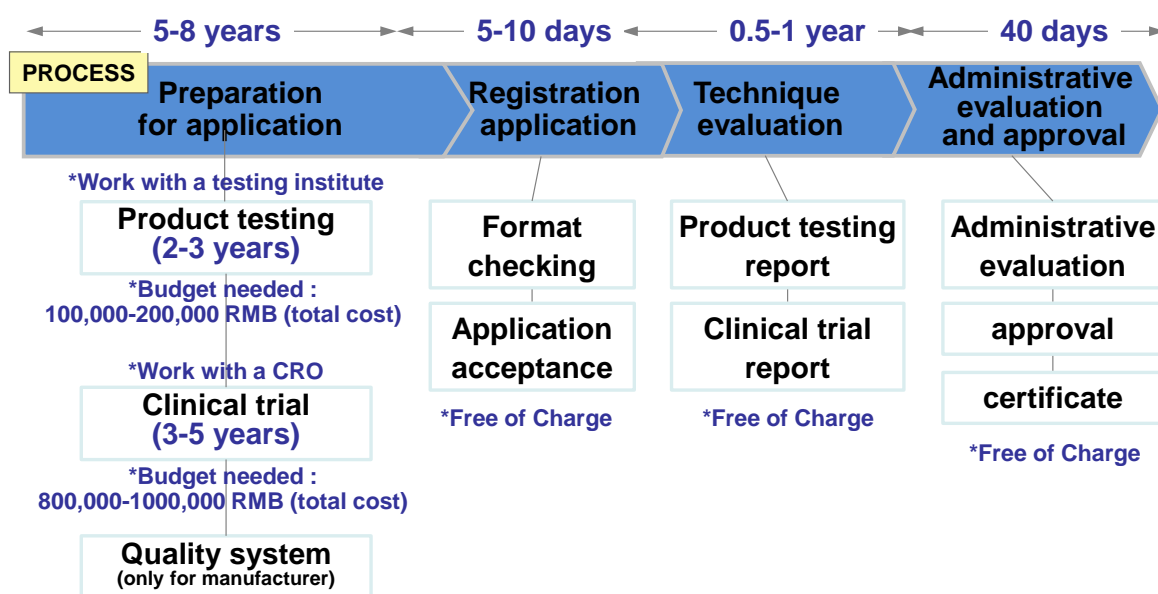 5-8 years
5-10 days
0.5-1 year
40 days
PROCESS
Preparation
for application
Registration
application
Technique
evaluation
Administrative
evaluation
and approval
*Work with a testing institute
Product testing
(2-3 years)
*Budget needed :
100,000-200,000 RMB (total cost)
*Work with a CRO
Clinical trial
(3-5 years)
*Budget needed :
800,000-1000,000 RMB (total cost)
Quality system
(only for manufacturer)
Format
checking
Application
acceptance
*Free of Charge
Product testing
report
Clinical trial
report
*Free of Charge
Administrative
evaluation
approval
certificate
*Free of Charge